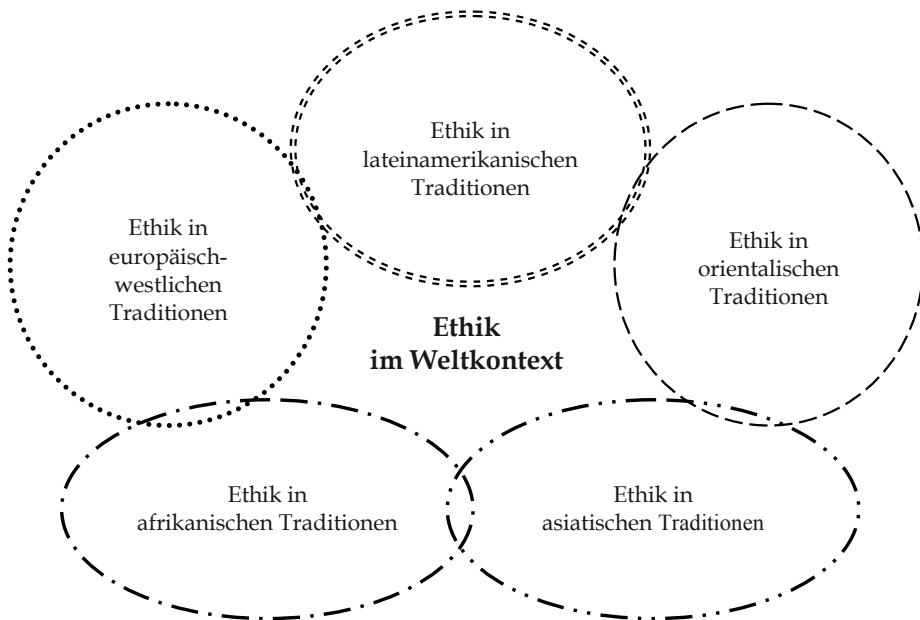 Ethik in
lateinamerikanischen
Traditionen
Ethik in
europäisch-
westlichen
Traditionen
Ethik in
orientalischen
Traditionen
Ethik
im Weltkontext
Ethik in
afrikanischen Traditionen
Ethik in
asiatischen Traditionen